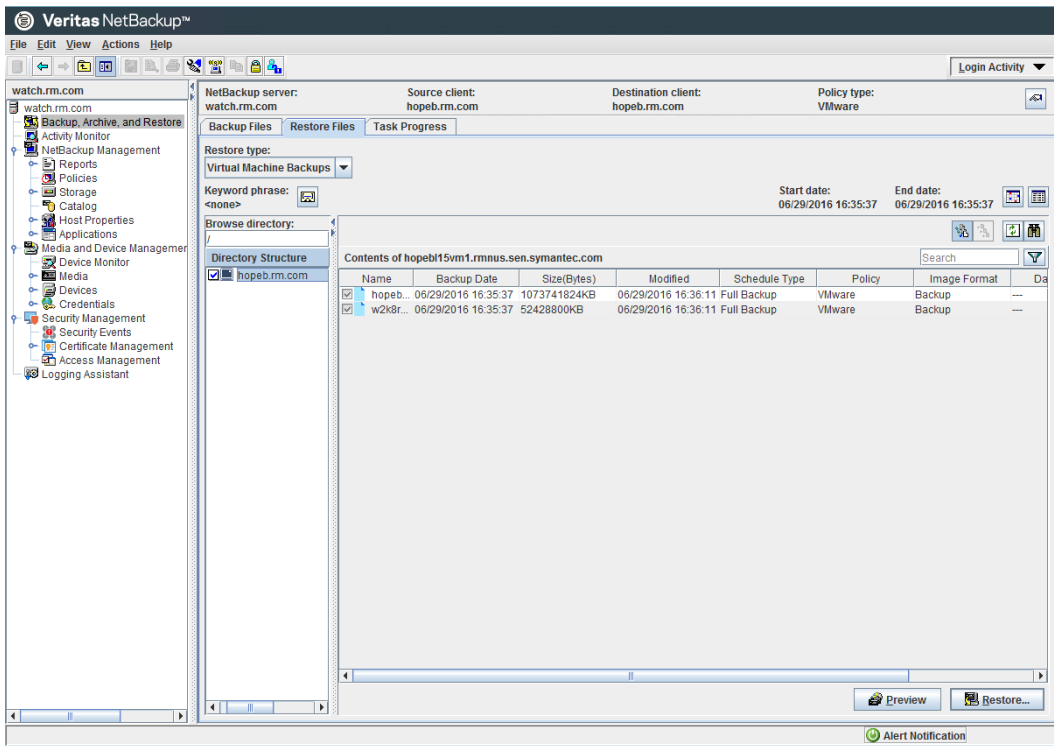 Veritas NetBackup™
File Edit View Actions Help
Login Activity
watch.rm.com
watch.rm.com
Backup, Archive, and Restore
Activity Monitor
NetBackup Management
Reports
Policies
Storage
Catalog
Host Properties
Applications
Media and Device Managemer
Device Monitor
Media
Devices
Credentials
Security Management
Security Events
Certificate Management
Access Management
Logging Assistant
NetBackup server: Source client: Destination client: Policy type:
watch.rm.com hopeb.rm.com hopeb.rm.com VMware
Backup Files Restore Files Task Progress
Restore type:
Virtual Machine Backups
Keyword phrase: Start date: End date:
<none> 06/29/2016 16:35:37 06/29/2016 16:35:37
Browse directory:
/
Directory Structure
hopeb.rm.com
Contents of hopebl15vm1.rmnus.sen.symantec.com Search
Name Backup Date Size(Bytes) Modified Schedule Type Policy Image Format Da
hopeb... 06/29/2016 16:35:37 1073741824KB 06/29/2016 16:36:11 Full Backup VMware Backup ---
w2k8r... 06/29/2016 16:35:37 52428800KB 06/29/2016 16:36:11 Full Backup VMware Backup ---
Preview Restore...
Alert Notification